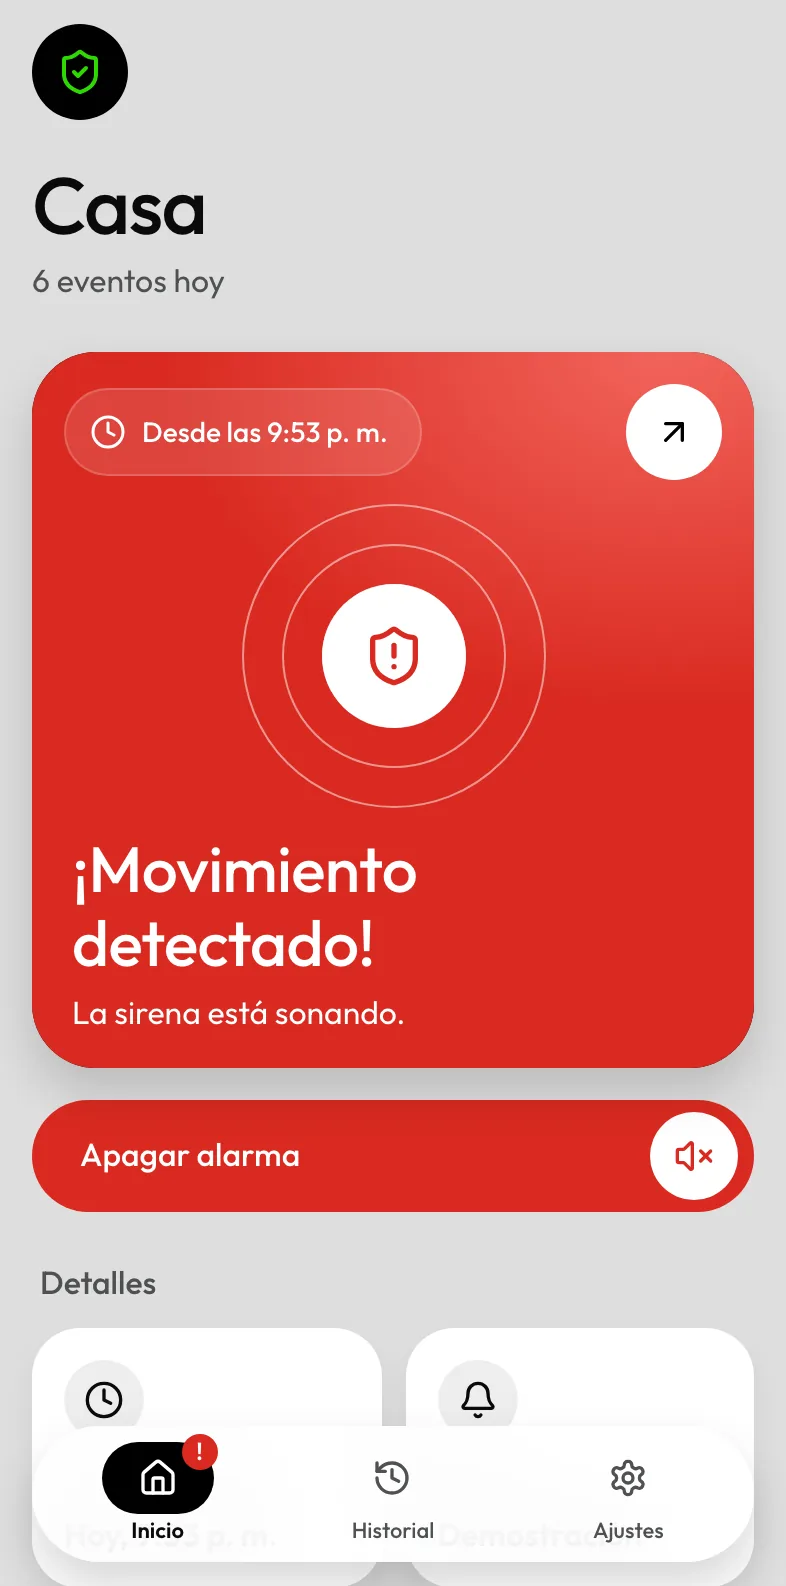 Casa
6 eventos hoy
Desde las 9:53 p. m.
¡Movimiento
detectado!
La sirena está sonando.
Apagar alarma
Detalles
!
Inicio
Historial
Ajustes